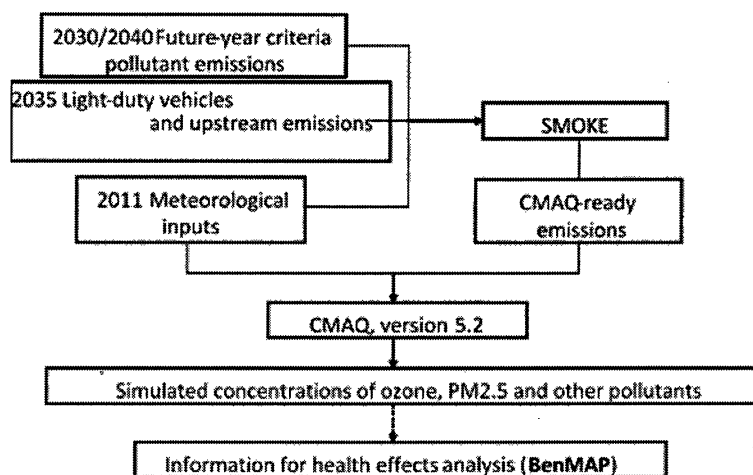 2030/2040 Future-year criteria
pollutant emissions
2035 Light-duty vehicles
and upstream emissions
SMOKE
2011 Meteorological
inputs
CMAQ-ready
emissions
CMAQ, version 5.2
Simulated concentrations of ozone, PM2.5 and other pollutants
Information for health effects analysis (BenMAP)